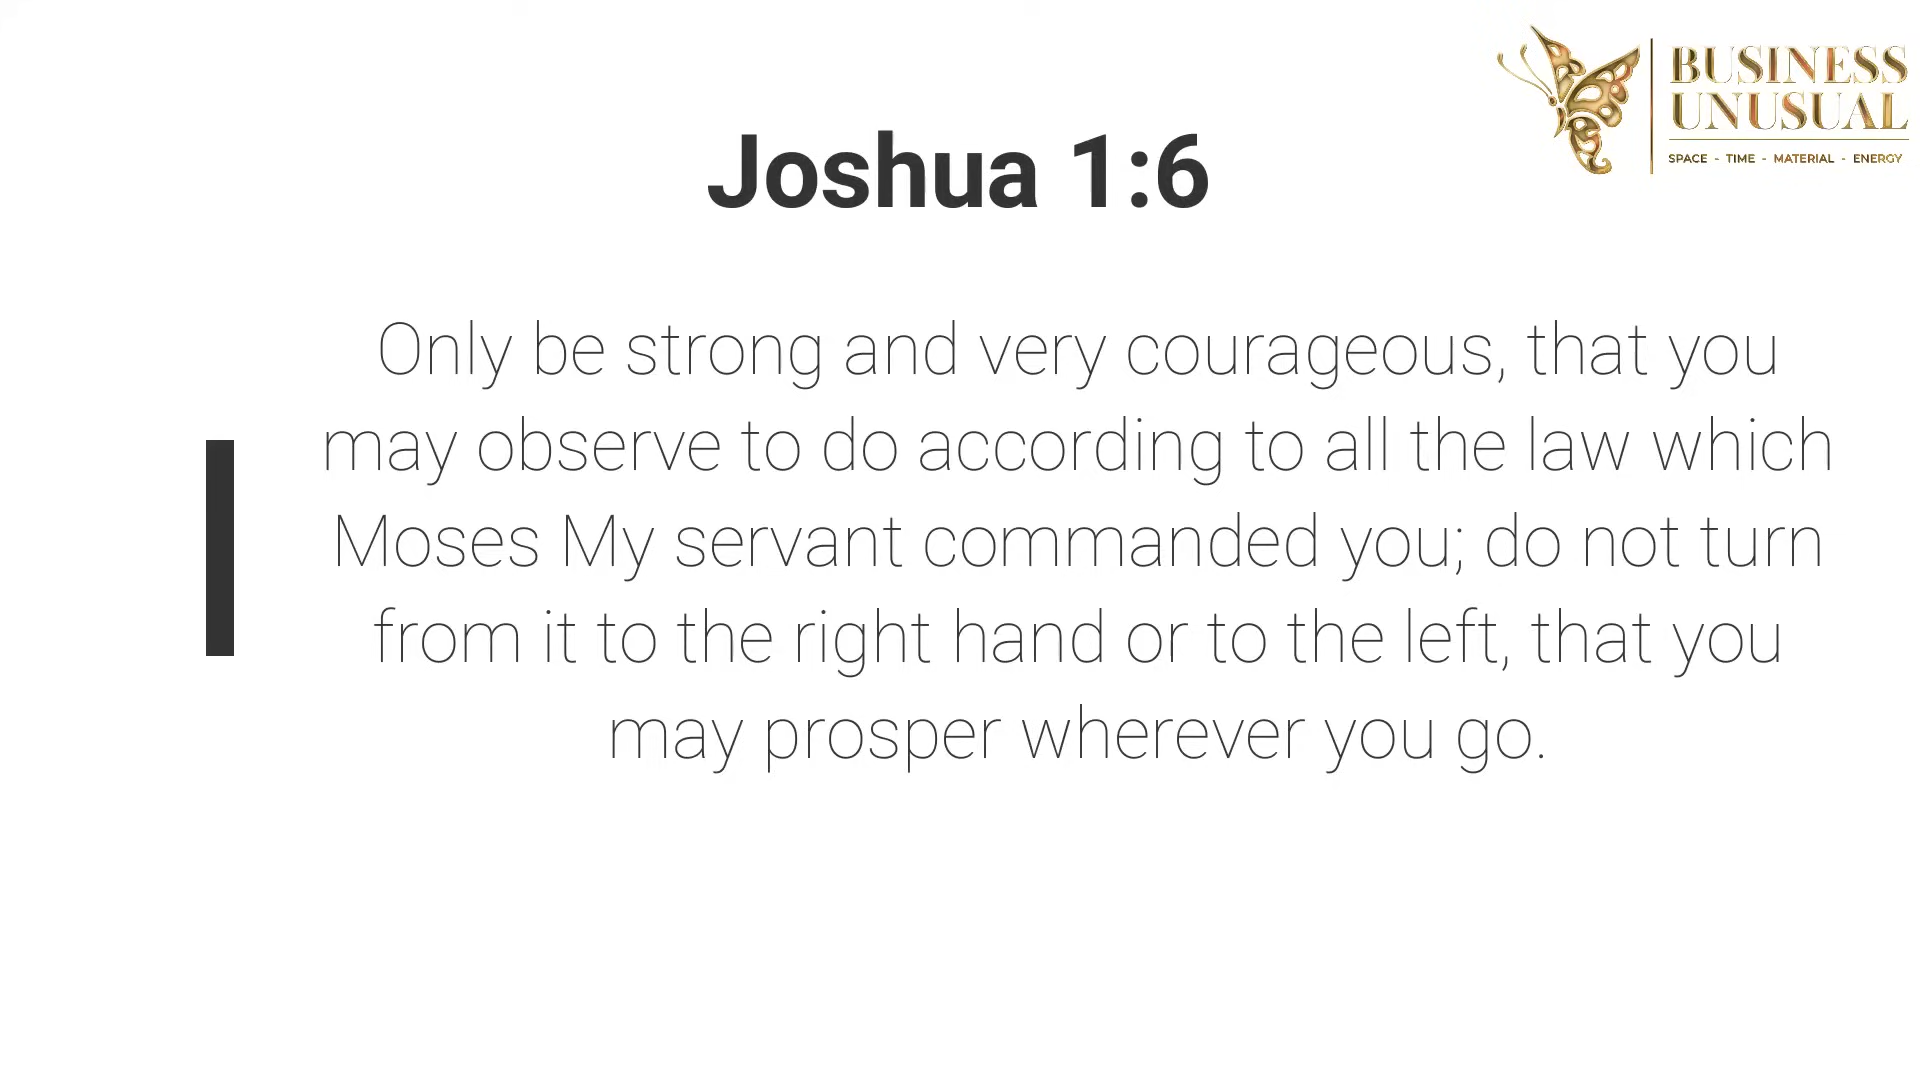 BUSINESS
UNUSUAL
SPACE - TIME - MATERIAL - ENERGY
Joshua 1:6
Only be strong and very courageous, that you
may observe to do according to all the law which
Moses My servant commanded you; do not turn
from it to the right hand or to the left, that you
may prosper wherever you go.